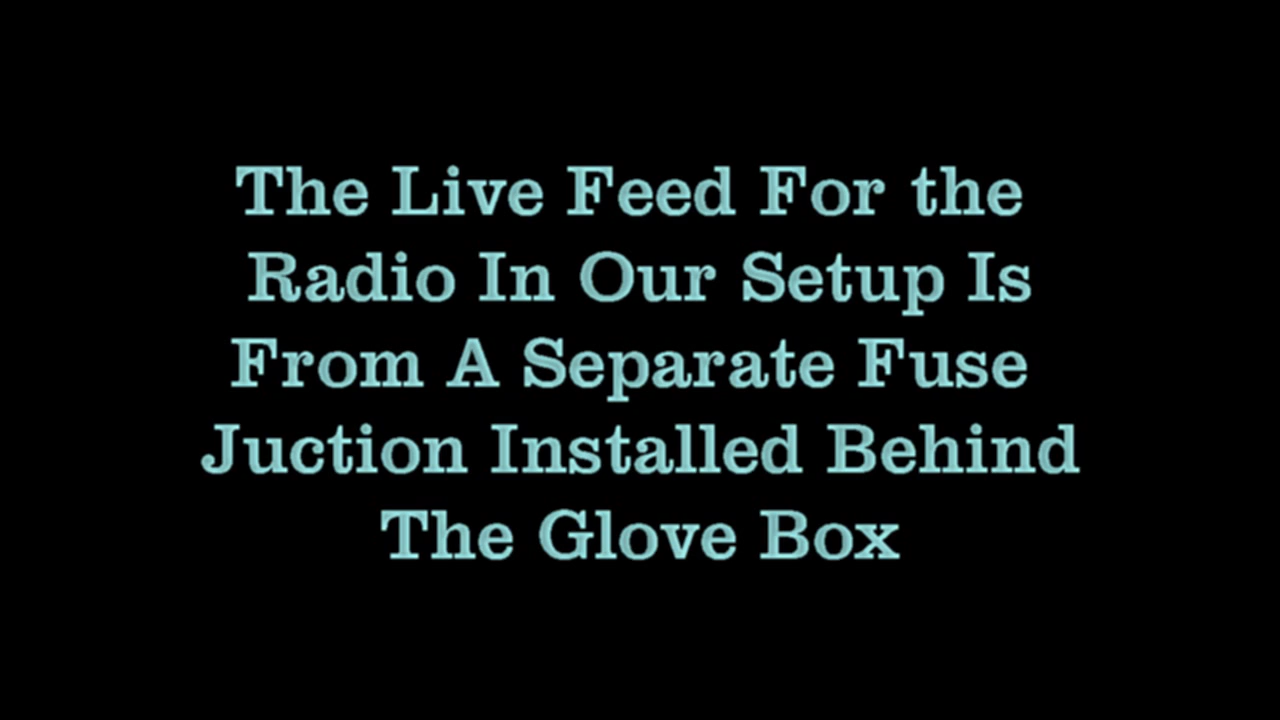 The Live Feed For the
Radio In Our Setup Is
From A Separate Fuse
Juction Installed Behind
The Glove Box